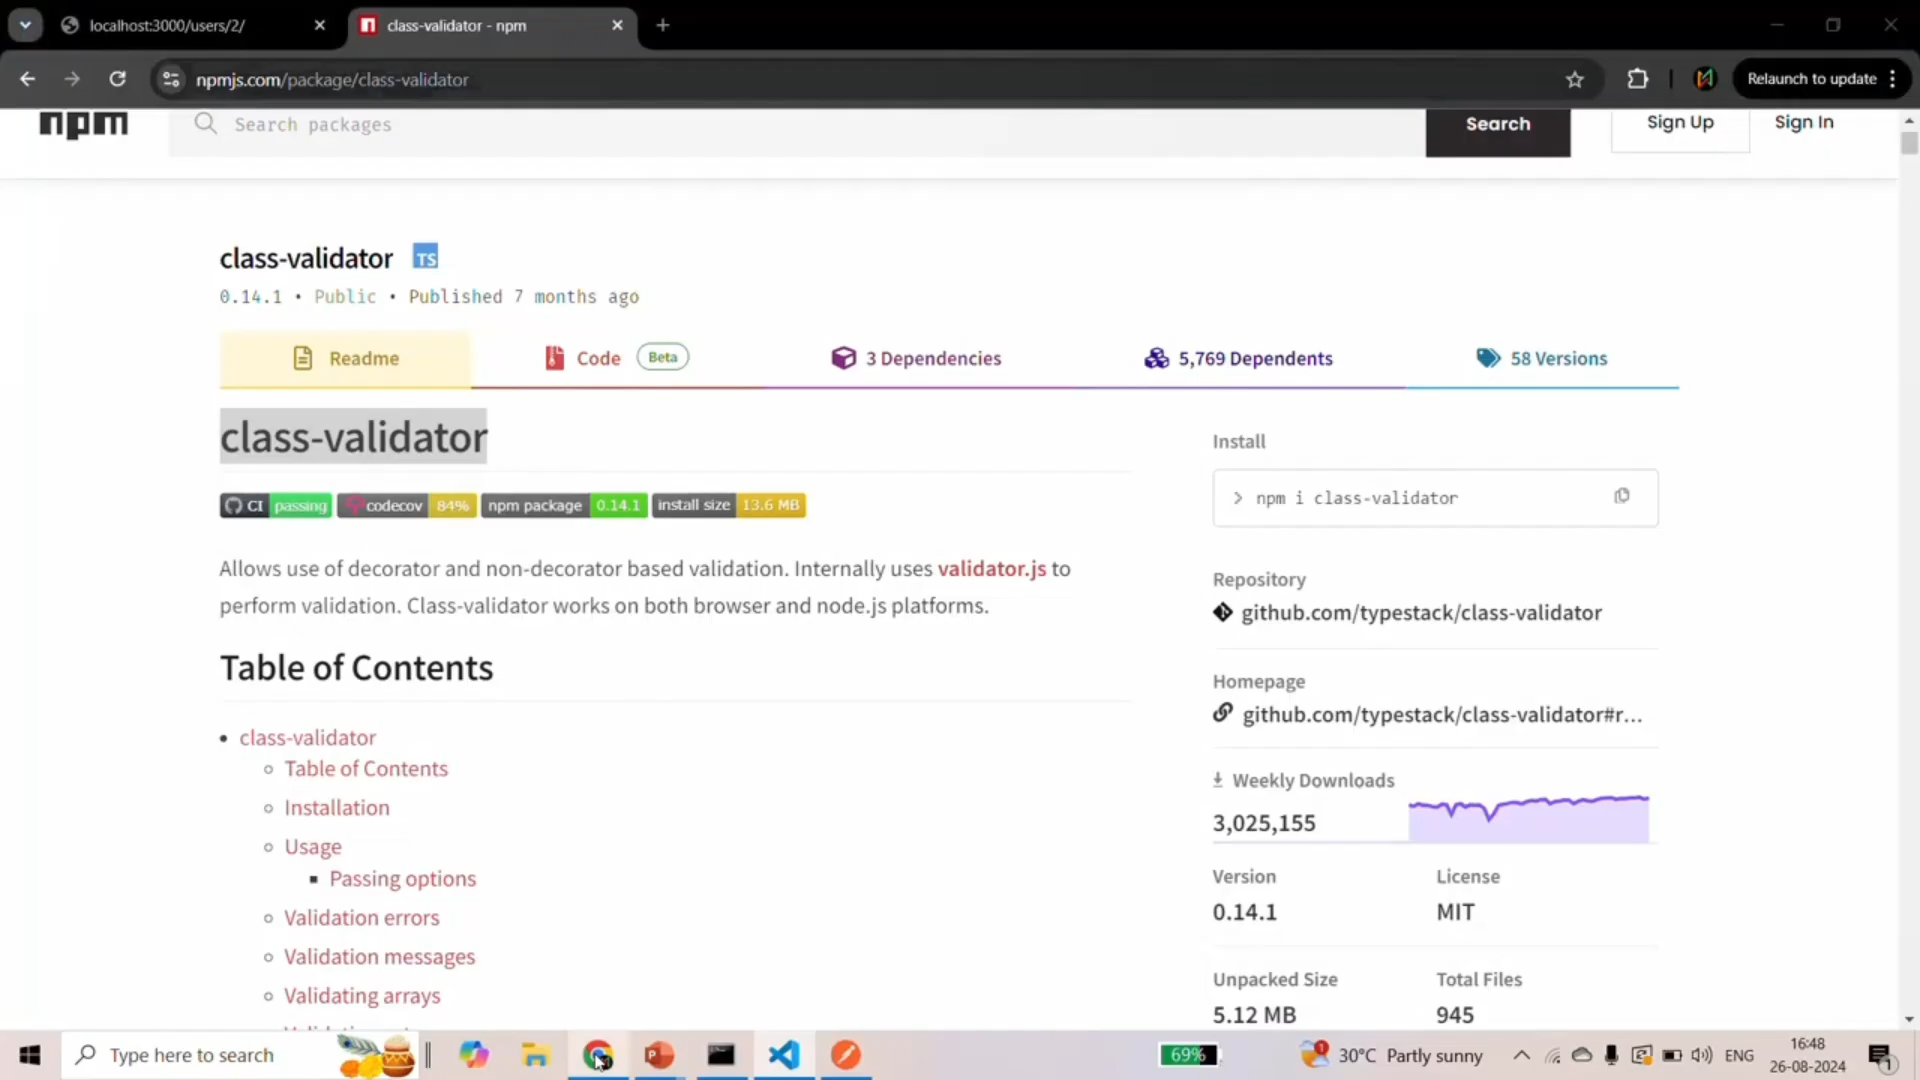 localhost:3000/users/2/
class-validator - npm
npmjs.com/package/class-validator
Relaunch to update
npm
Search packages
Search
Sign Up
Sign In
class-validator TS
0.14.1 • Public • Published 7 months ago
Readme
Code Beta
3 Dependencies
5,769 Dependents
58 Versions
class-validator
CI passing codecov 84% npm package 0.14.1 install size 13.6 MB
Allows use of decorator and non-decorator based validation. Internally uses validator.js to
perform validation. Class-validator works on both browser and node.js platforms.
Table of Contents
• class-validator
Table of Contents
Installation
Usage
Passing options
Validation errors
Validation messages
Validating arrays
Install
> npm i class-validator
Repository
github.com/typestack/class-validator
Homepage
github.com/typestack/class-validator#r...
Weekly Downloads
3,025,155
Version
0.14.1
License
MIT
Unpacked Size
5.12 MB
Total Files
945
Type here to search
69%
30°C Partly sunny
ENG
16:48
26-08-2024